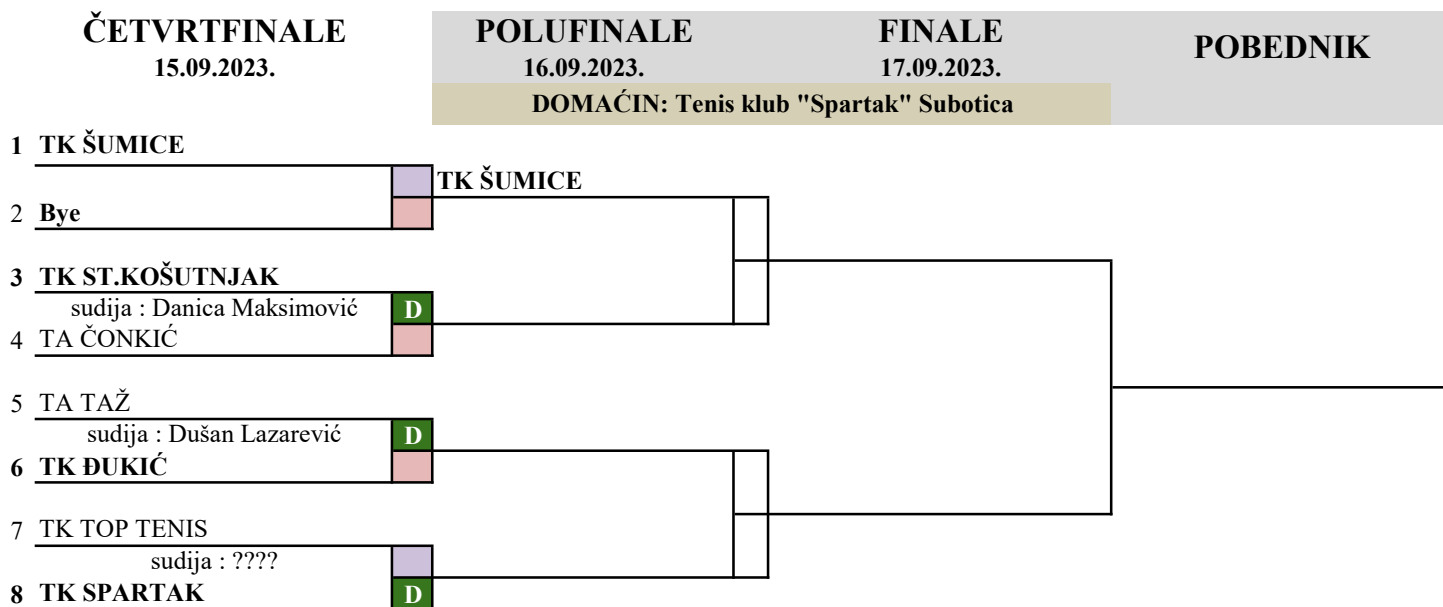 ČETVRTFINALE
15.09.2023.
POLUFINALE
16.09.2023.
FINALE
17.09.2023.
POBEDNIK
DOMAĆIN: Tenis klub "Spartak" Subotica
1 TK ŠUMICE
TK ŠUMICE
2 Bye
3 TK ST.KOŠUTNJAK
sudija : Danica Maksimović D
4 TA ČONKIĆ
5 TA TAŽ
sudija : Dušan Lazarević D
6 TK ĐUKIĆ
7 TK TOP TENIS
sudija : ????
8 TK SPARTAK D